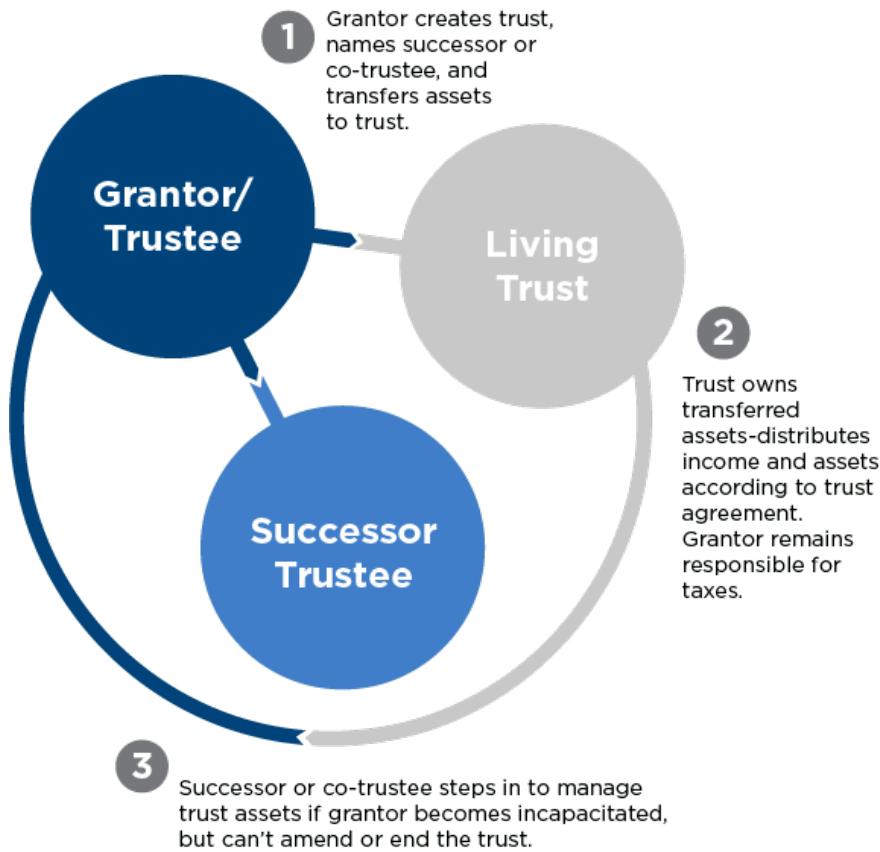 1
Grantor creates trust,
names successor or
co-trustee, and
transfers assets
to trust.
Grantor/
Trustee
Living
Trust
2
Trust owns
transferred
assets-distributes
income and assets
according to trust
agreement.
Grantor remains
responsible for
taxes.
Successor
Trustee
3
Successor or co-trustee steps in to manage
trust assets if grantor becomes incapacitated,
but can't amend or end the trust.